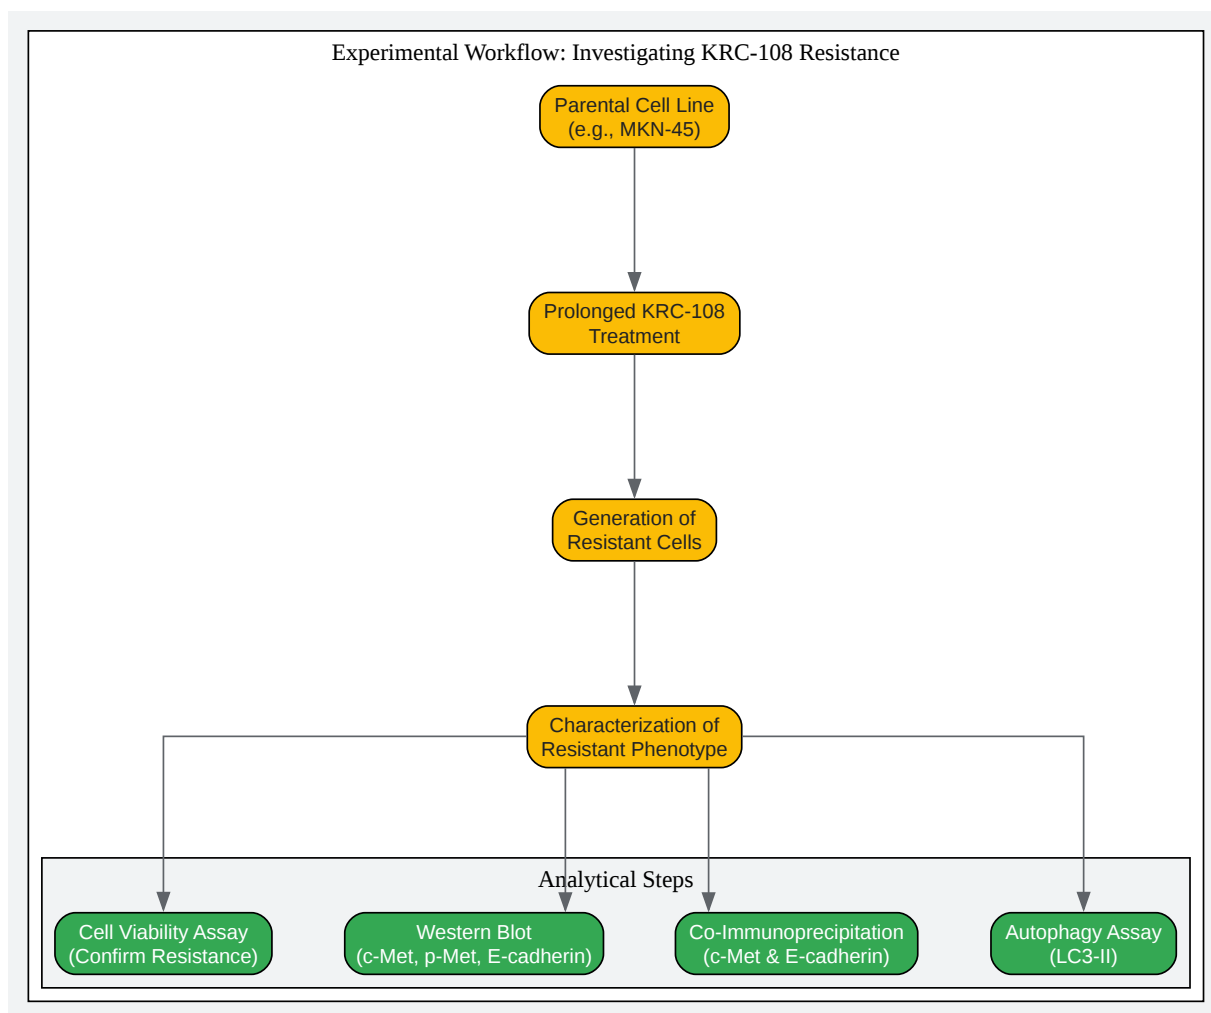 Experimental Workflow: Investigating KRC-108 Resistance
Parental Cell Line
(e.g., MKN-45)
Prolonged KRC-108
Treatment
Generation of
Resistant Cells
Characterization of
Resistant Phenotype
Analytical Steps
Cell Viability Assay
(Confirm Resistance)
Western Blot
(c-Met, p-Met, E-cadherin)
Co-Immunoprecipitation
(c-Met & E-cadherin)
Autophagy Assay
(LC3-II)